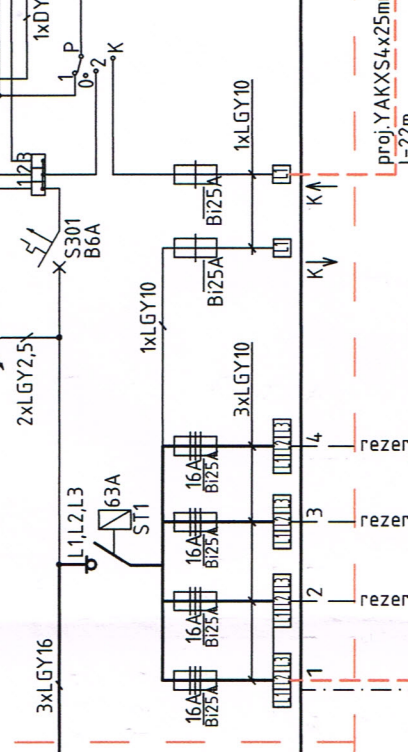 1xDY
P
1
0
2
K
1 2 3
S301
B6A
2xLGY2,5
1xLGY10
Bi25A
Bi25A
1xLGY10
L1
L1
K
K
proj.YAKXS4x25m
l=22m
L1,L2,L3
63A
ST1
3xLGY16
3xLGY10
16A
Bi25A
16A
Bi25A
16A
Bi25A
16A
Bi25A
L1 L2 L3
L1 L2 L3
L1 L2 L3
L1 L2 L3
4
3
2
1
rezer
rezer
rezer